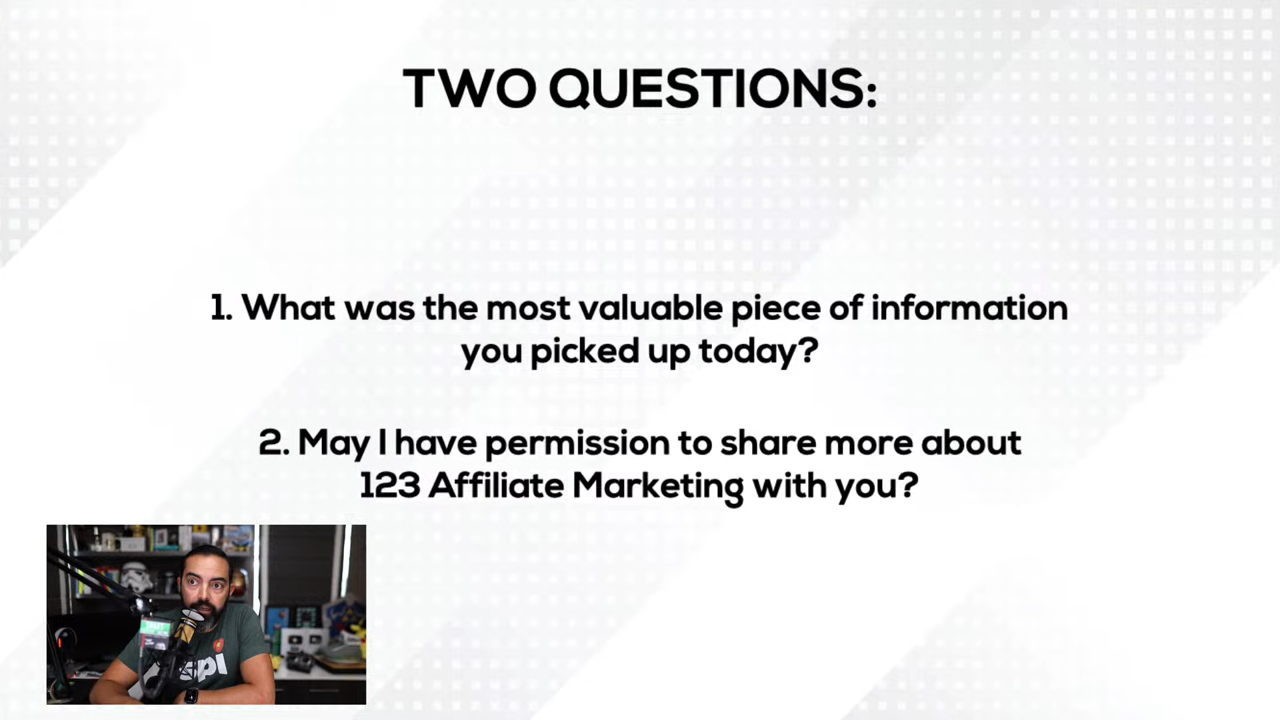 TWO QUESTIONS:
1. What was the most valuable piece of information
you picked up today?
2. May I have permission to share more about
123 Affiliate Marketing with you?
spi